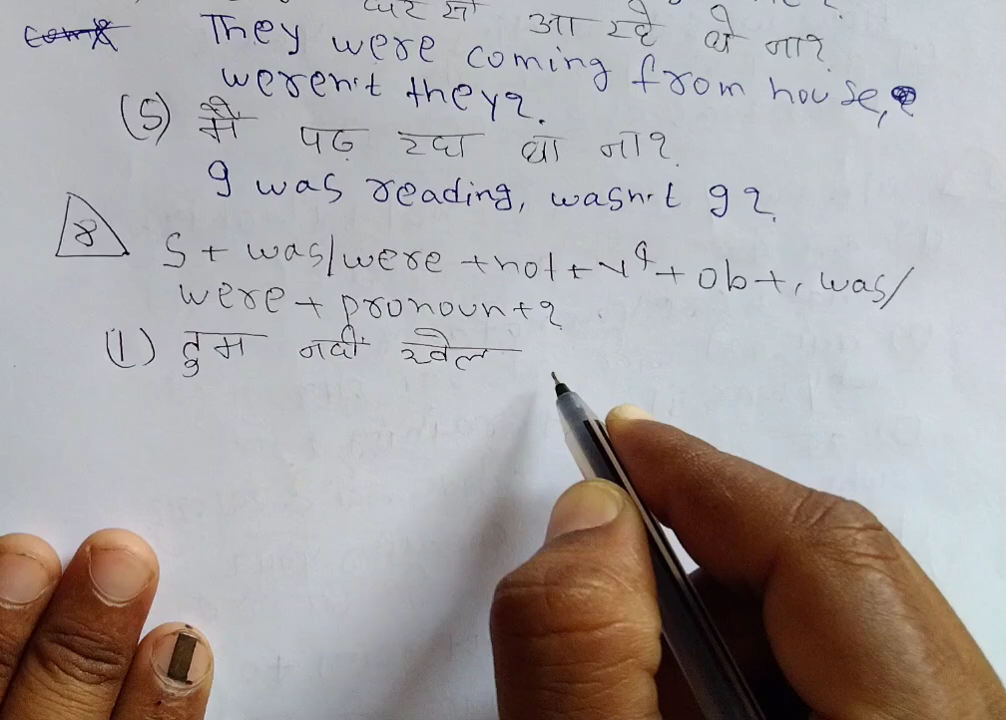 घर से आ रहे थे ना?
They were coming from house,
weren't they?.
(5) मैं पढ़ रहा था ना?.
I was reading, wasn't I?
8 S + was/were + not + v⁴ + ob +, was/
were + pronoun + ?
(1) तुम नहीं खेल